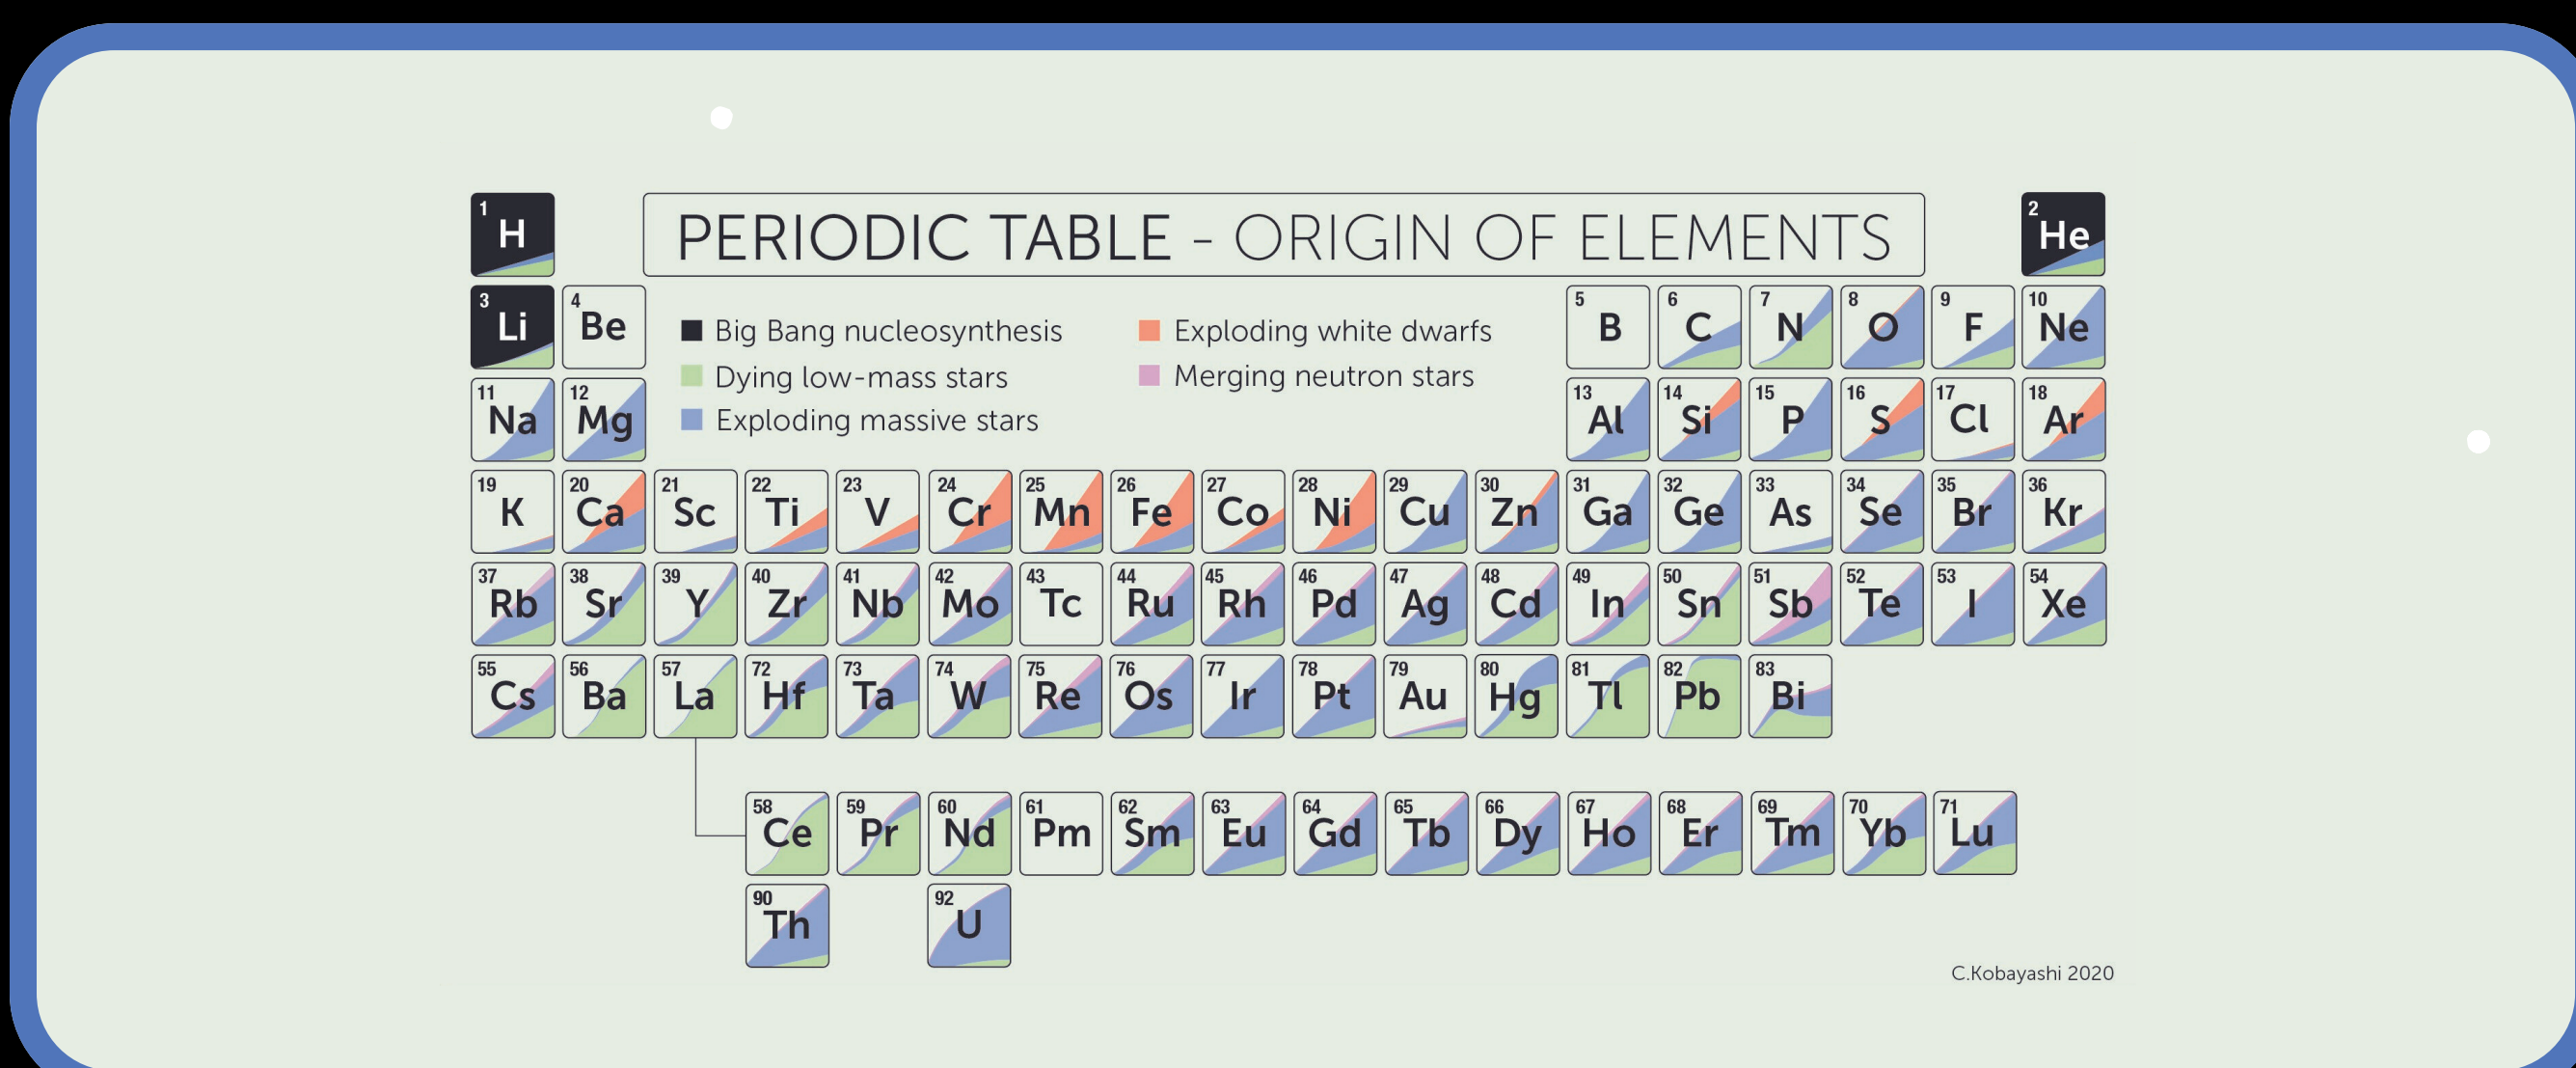 1 H
PERIODIC TABLE - ORIGIN OF ELEMENTS
2 He
3 Li
4 Be
Big Bang nucleosynthesis
Dying low-mass stars
Exploding massive stars
Exploding white dwarfs
Merging neutron stars
5 B
6 C
7 N
8 O
9 F
10 Ne
11 Na
12 Mg
13 Al
14 Si
15 P
16 S
17 Cl
18 Ar
19 K
20 Ca
21 Sc
22 Ti
23 V
24 Cr
25 Mn
26 Fe
27 Co
28 Ni
29 Cu
30 Zn
31 Ga
32 Ge
33 As
34 Se
35 Br
36 Kr
37 Rb
38 Sr
39 Y
40 Zr
41 Nb
42 Mo
43 Tc
44 Ru
45 Rh
46 Pd
47 Ag
48 Cd
49 In
50 Sn
51 Sb
52 Te
53 I
54 Xe
55 Cs
56 Ba
57 La
72 Hf
73 Ta
74 W
75 Re
76 Os
77 Ir
78 Pt
79 Au
80 Hg
81 Tl
82 Pb
83 Bi
58 Ce
59 Pr
60 Nd
61 Pm
62 Sm
63 Eu
64 Gd
65 Tb
66 Dy
67 Ho
68 Er
69 Tm
70 Yb
71 Lu
90 Th
92 U
C.Kobayashi 2020